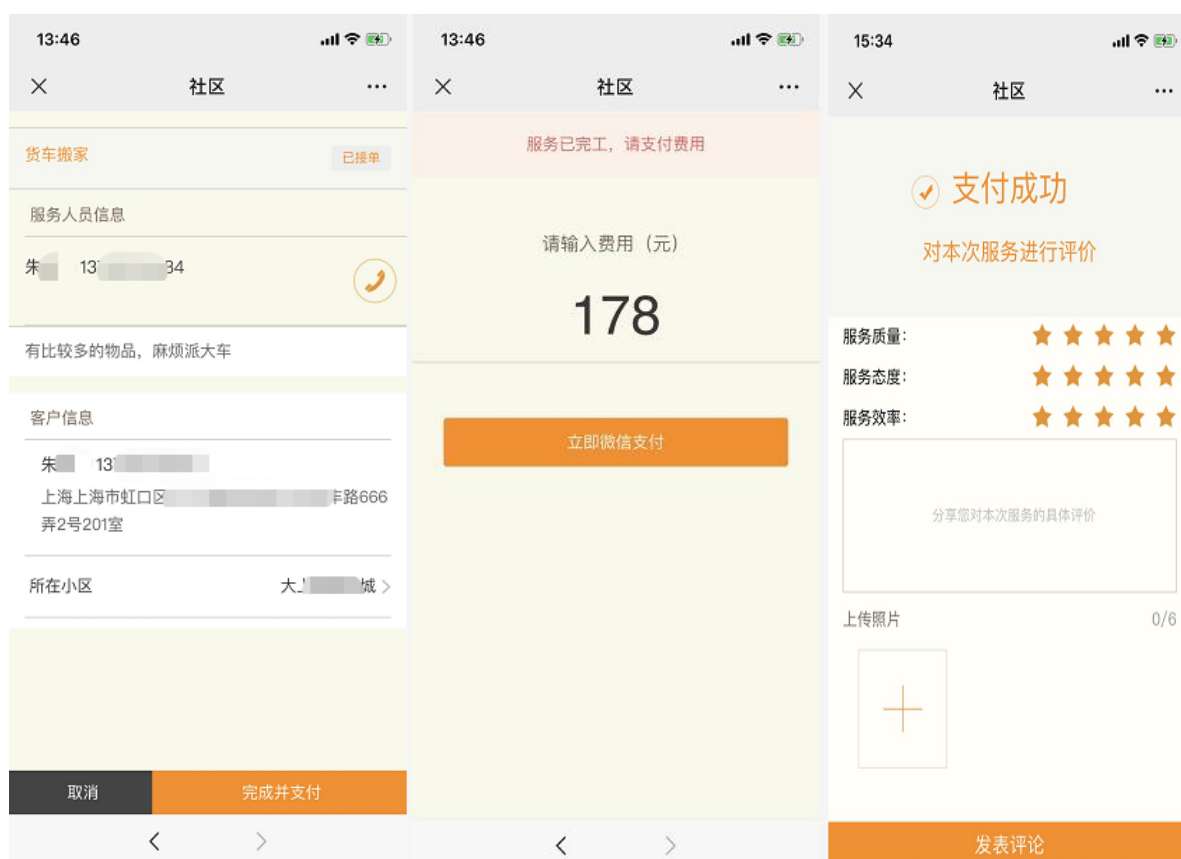 13:46
社区
货车搬家
已接单
服务人员信息
朱 13 34
有比较多的物品，麻烦派大车
客户信息
朱 13
上海上海市虹口区 路666
弄2号201室
所在小区
大上 城
取消
完成并支付
13:46
社区
服务已完工，请支付费用
请输入费用（元）
178
立即微信支付
15:34
社区
支付成功
对本次服务进行评价
服务质量：
服务态度：
服务效率：
分享您对本次服务的具体评价
上传照片
0/6
发表评论